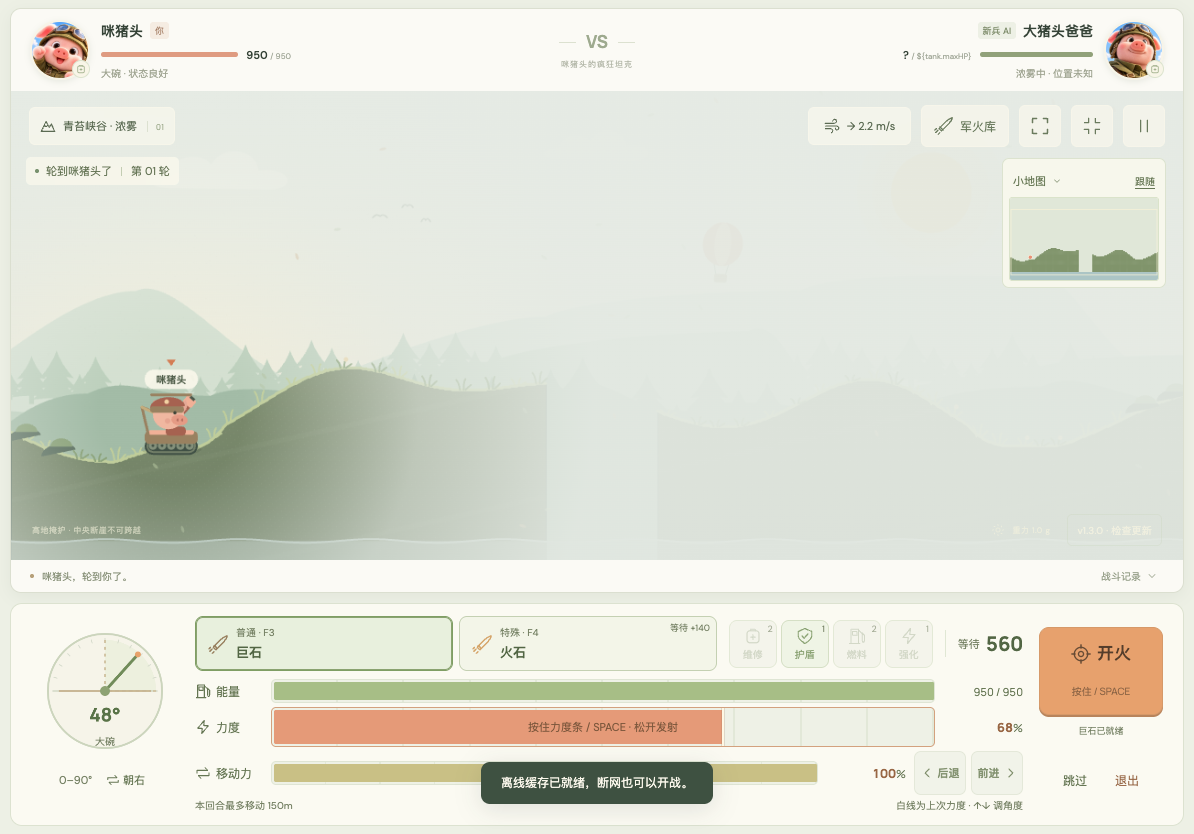 咪猪头 你
950 / 950
大碗 · 状态良好
VS
咪猪头的疯狂坦克
新兵 AI 大猪头爸爸
? / ${tank.maxHP}
浓雾中 · 位置未知
青苔峡谷 · 浓雾 01
→ 2.2 m/s
军火库
轮到咪猪头了 第 01 轮
小地图 跟随
咪猪头
高地掩护 · 中央断崖不可跨越
重力 1.0 g
v1.3.0 · 检查更新
咪猪头，轮到你了。
战斗记录
普通 · F3
巨石
特殊 · F4
火石
等待 +140
2
维修
1
护盾
2
燃料
1
强化
等待 560
开火
按住 / SPACE
巨石已就绪
48°
大碗
0–90° 朝右
能量 950 / 950
力度 按住力度条 / SPACE · 松开发射 68%
移动力 100% 后退 前进
离线缓存已就绪，断网也可以开战。
跳过 退出
本回合最多移动 150m
白线为上次力度 · ↑↓ 调角度